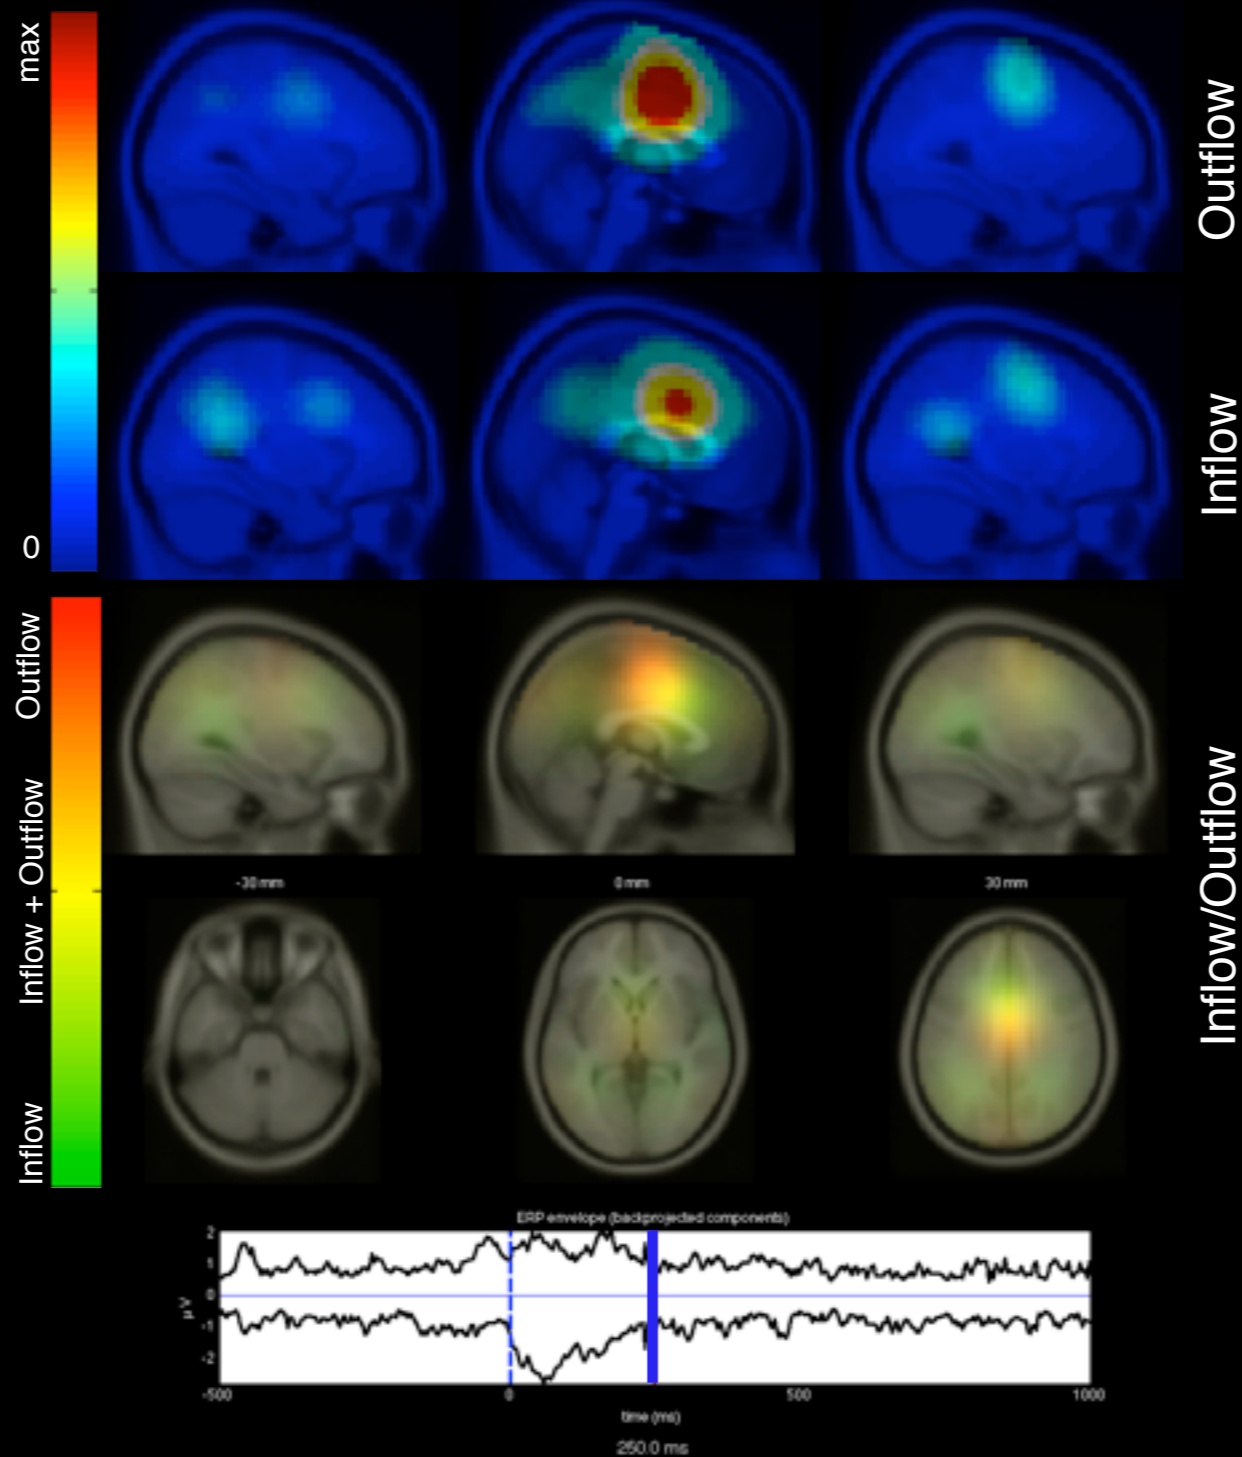 max
0
Outflow
Inflow
Outflow
Inflow + Outflow
Inflow
Inflow/Outflow
-30 mm
0 mm
30 mm
ERP envelope (backprojected components)
2
1
0
-1
-2
μV
-500
0
500
1000
time (ms)
250.0 ms